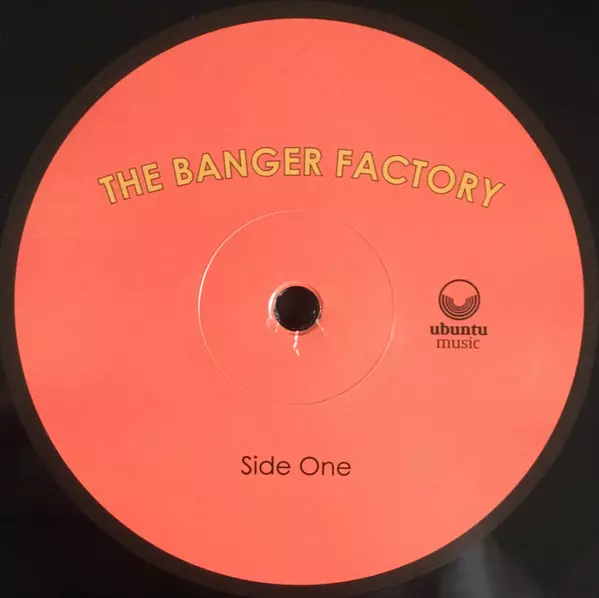 THE BANGER FACTORY
ubuntu
music
Side One